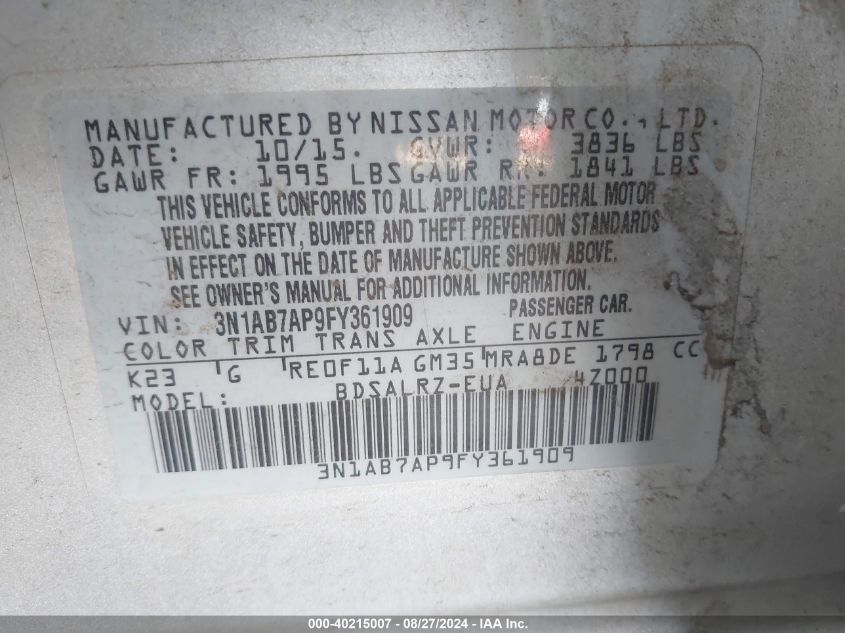 MANUFACTURED BY NISSAN MOTOR CO., LTD.
DATE: 10/15. GVWR: 3836 LBS
GAWR FR: 1995 LBS GAWR RR: 1841 LBS
THIS VEHICLE CONFORMS TO ALL APPLICABLE FEDERAL MOTOR
VEHICLE SAFETY, BUMPER AND THEFT PREVENTION STANDARDS
IN EFFECT ON THE DATE OF MANUFACTURE SHOWN ABOVE.
SEE OWNER'S MANUAL FOR ADDITIONAL INFORMATION.
VIN: 3N1AB7AP9FY361909 PASSENGER CAR.
COLOR TRIM TRANS AXLE ENGINE
K23 G RE0F11A GM35 MRA8DE 1798 CC
MODEL: BDSALRZ-EUA 4Z000
3N1AB7AP9FY361909
000-40215007 - 08/27/2024 - IAA Inc.